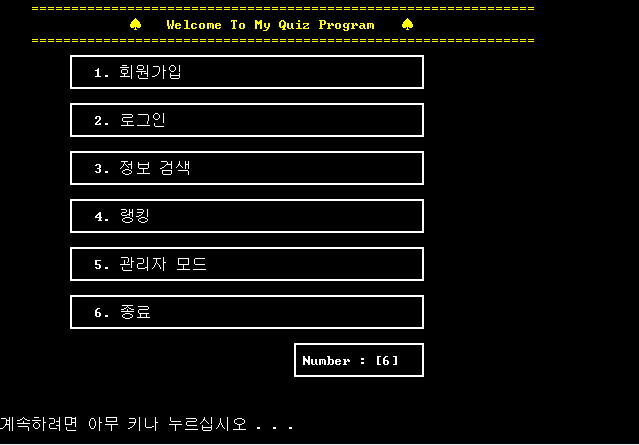 ================================================================
♠ Welcome To My Quiz Program ♠
================================================================
1. 회원가입
2. 로그인
3. 정보 검색
4. 랭킹
5. 관리자 모드
6. 종료
Number : [6]
계속하려면 아무 키나 누르십시오 . . .